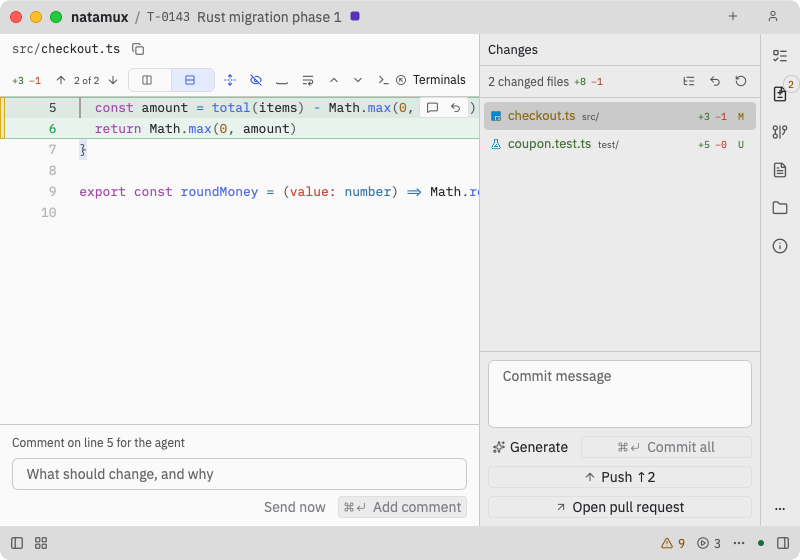 natamux / T-0143 Rust migration phase 1
src/checkout.ts
+3 −1 2 of 2 Terminals
5 const amount = total(items) - Math.max(0, )
6 return Math.max(0, amount)
7 }
8
9 export const roundMoney = (value: number) => Math.r
10
Comment on line 5 for the agent
What should change, and why
Send now ⌘↵ Add comment
Changes
2 changed files +8 −1
checkout.ts src/ +3 −1 M
coupon.test.ts test/ +5 −0 U
Commit message
Generate ⌘↵ Commit all
↑ Push ↑2
Open pull request
2
9 3